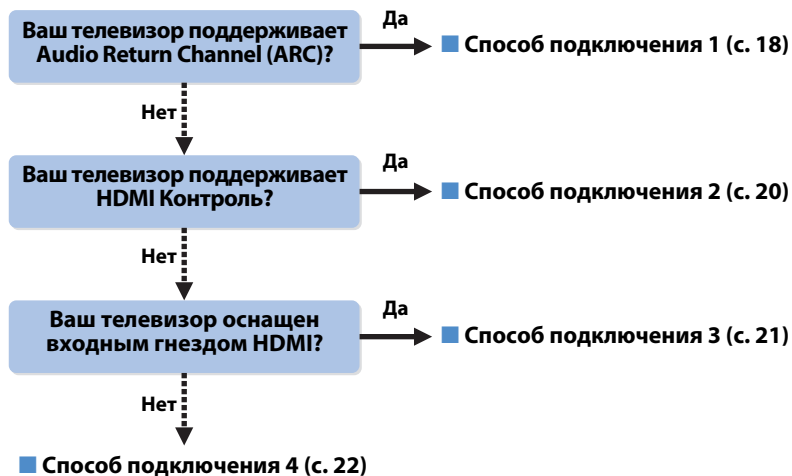 Ваш телевизор поддерживает
Audio Return Channel (ARC)?
Да
■ Способ подключения 1 (с. 18)
Нет
Ваш телевизор поддерживает
HDMI Контроль?
Да
■ Способ подключения 2 (с. 20)
Нет
Ваш телевизор оснащен
входным гнездом HDMI?
Да
■ Способ подключения 3 (с. 21)
Нет
■ Способ подключения 4 (с. 22)